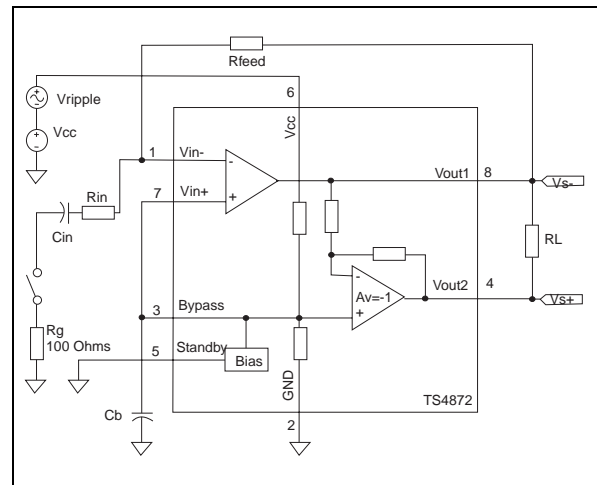 Rfeed
6
Vripple
Vcc
Vcc
1
Vin-
-
Vout1
8
Vs-
7
Vin+
+
Rin
Cin
RL
-
Av=-1
+
Vout2
4
Vs+
3
Bypass
Rg
100 Ohms
5
Standby
Bias
GND
TS4872
Cb
2